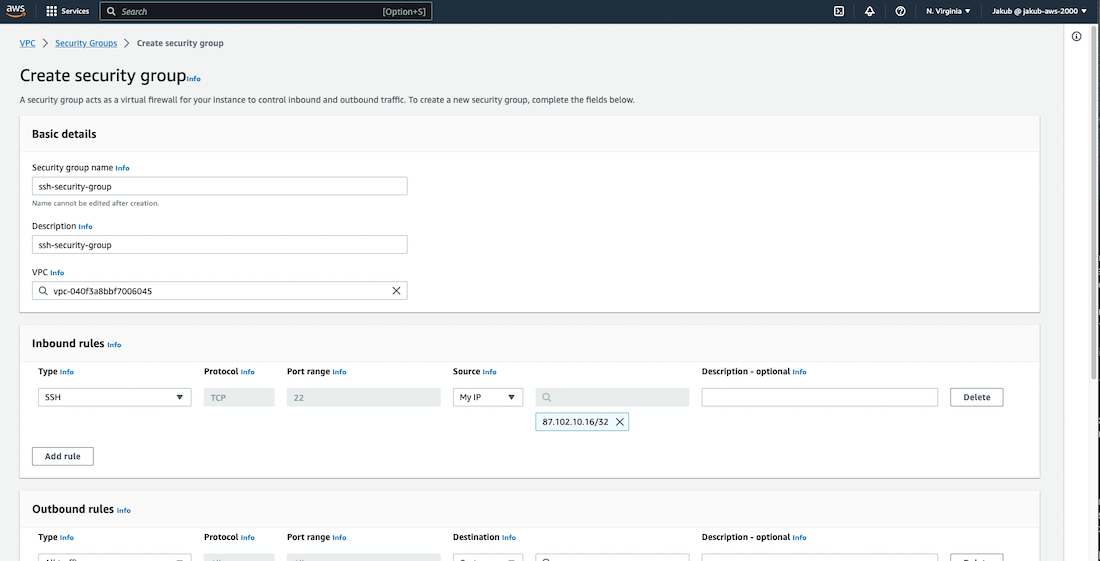 aws Services Search [Option+S] N. Virginia Jakub @ jakub-aws-2000
VPC Security Groups Create security group
Create security group Info
A security group acts as a virtual firewall for your instance to control inbound and outbound traffic. To create a new security group, complete the fields below.
Basic details
Security group name Info
ssh-security-group
Name cannot be edited after creation.
Description Info
ssh-security-group
VPC Info
vpc-040f3a8bbf7006045
Inbound rules Info
Type Info Protocol Info Port range Info Source Info Description - optional Info
SSH TCP 22 My IP Delete
87.102.10.16/32
Add rule
Outbound rules Info
Type Info Protocol Info Port range Info Destination Info Description - optional Info